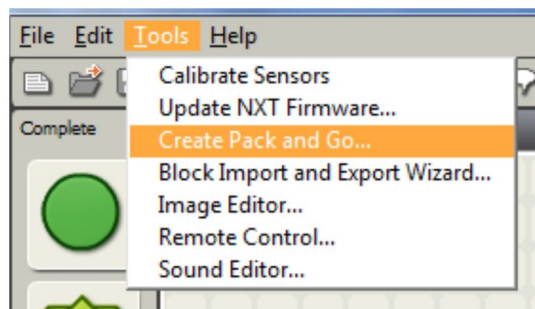 File Edit Tools Help
Calibrate Sensors
Update NXT Firmware...
Complete
Create Pack and Go...
Block Import and Export Wizard...
Image Editor...
Remote Control...
Sound Editor...